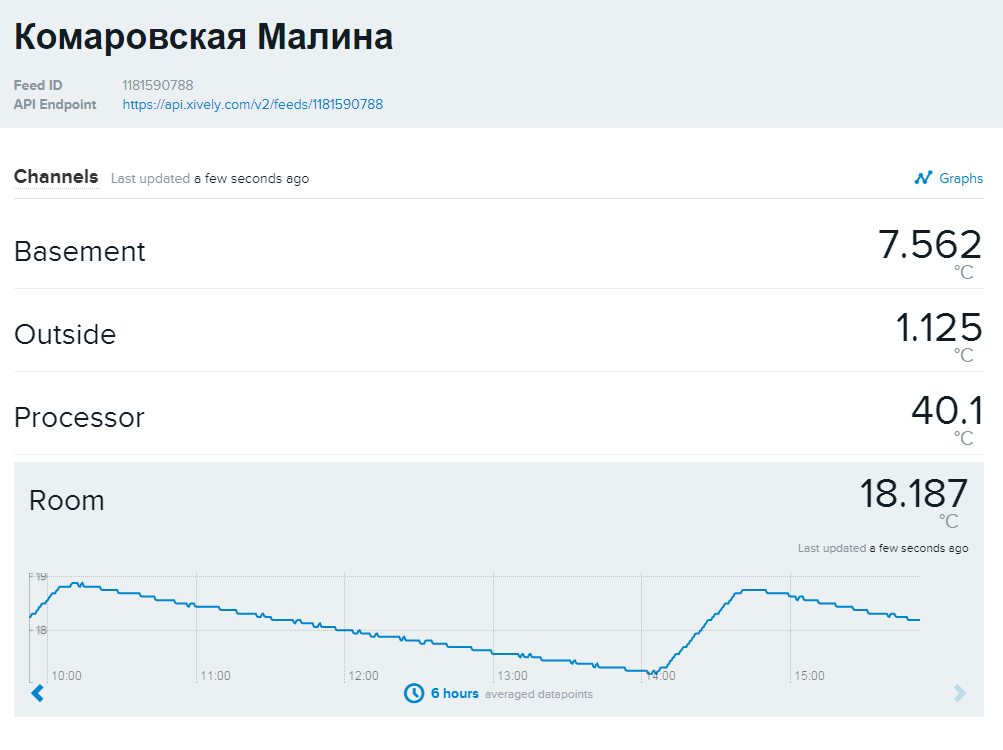 Комаровская Малина
Feed ID 1181590788
API Endpoint https://api.xively.com/v2/feeds/1181590788
Channels Last updated a few seconds ago Graphs
Basement 7.562
°C
Outside 1.125
°C
Processor 40.1
°C
Room 18.187
°C
Last updated a few seconds ago
19
18
10:00 11:00 12:00 13:00 14:00 15:00
6 hours averaged datapoints